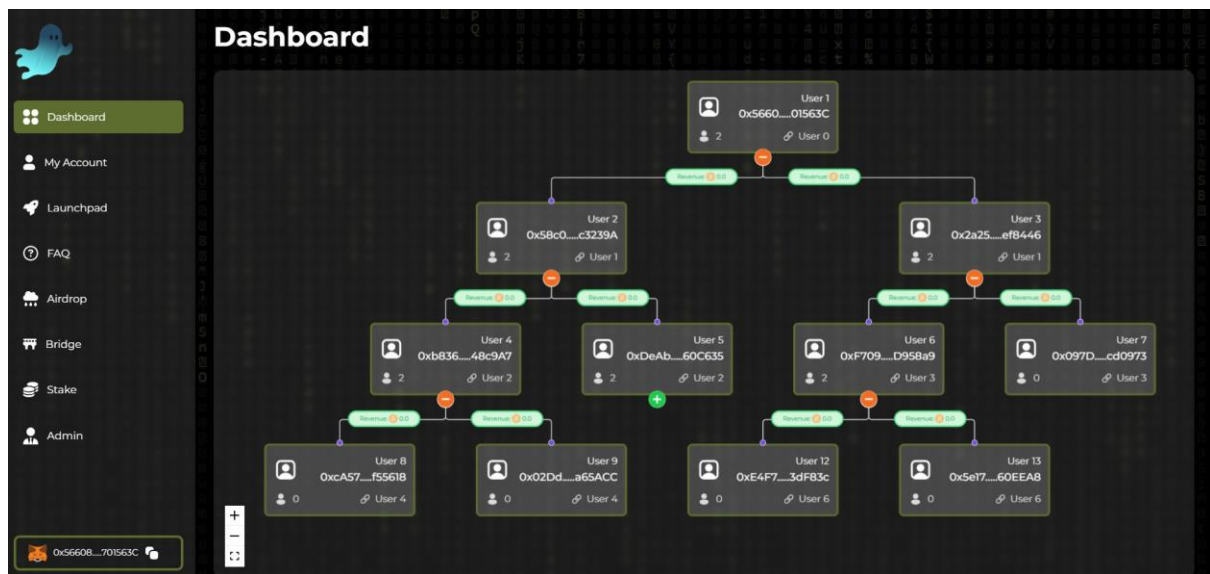 Dashboard
Dashboard
My Account
Launchpad
FAQ
Airdrop
Bridge
Stake
Admin
0x56608....701563C
User 1
0x5660.....01563C
2 User 0
Revenue 0.0 Revenue 0.0
User 2
0x58c0.....c3239A
2 User 1
User 3
0x2a25.....ef8446
2 User 1
Revenue 0.0 Revenue 0.0
Revenue 0.0 Revenue 0.0
User 4
0xb836.....48c9A7
2 User 2
User 5
0xDeAb.....60C635
2 User 2
User 6
0xF709.....D958a9
2 User 3
User 7
0x097D.....cd0973
0 User 3
Revenue 0.0 Revenue 0.0
Revenue 0.0 Revenue 0.0
User 8
0xcA57.....f55618
0 User 4
User 9
0x02Dd.....a65ACC
0 User 4
User 12
0xE4F7.....3dF83c
0 User 6
User 13
0x5e17.....60EEA8
0 User 6